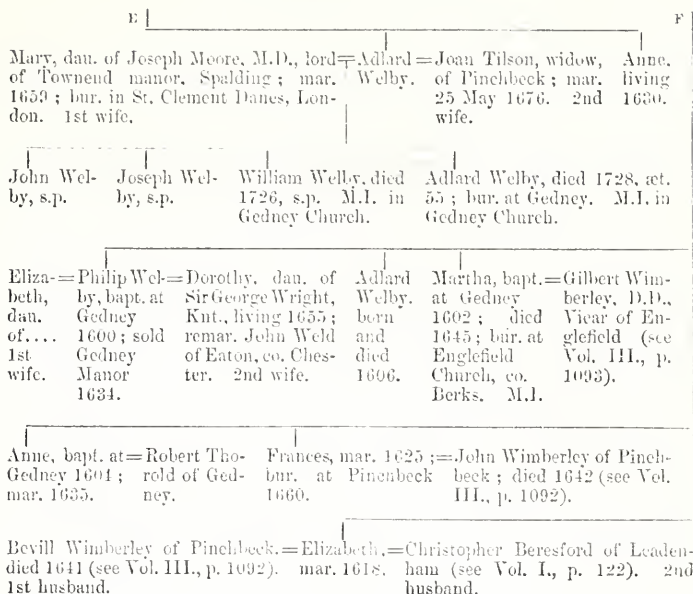 E F
Mary, dau. of Joseph Moore, M.D., lord=Adlard=Joan Tilson, widow, Anne,
of Townend manor, Spalding; mar. Welby. of Pinchbeck; mar. living
1659; bur. in St. Clement Danes, Lon- 25 May 1676. 2nd 1680.
don. 1st wife. wife.
John Wel- Joseph Wel- William Welby, died Adlard Welby, died 1728, æt.
by, s.p. by, s.p. 1726, s.p. M.I. in 55; bur. at Gedney. M.I. in
Gedney Church. Gedney Church.
Eliza-=Philip Wel-=Dorothy, dau. of Adlard Martha, bapt.=Gilbert Wim-
beth, by, bapt. at Sir George Wright, Welby, at Gedney berley, D.D.,
dau. Gedney Knt., living 1655; born 1602; died Vicar of En-
of.... 1600; sold remar. John Weld and 1645; bur. at glefield (see
1st Gedney of Eaton, co. Ches- died Englefield Vol. III., p.
wife. Manor ter. 2nd wife. 1606. Church, co. 1093).
1634. Berks. M.I.
Anne, bapt. at=Robert Tho- Frances, mar. 1625;=John Wimberley of Pinch-
Gedney 1604; rold of Ged- bur. at Pinchbeck beck; died 1642 (see Vol.
mar. 1635. ney. 1660. III., p. 1092).
Bevill Wimberley of Pinchbeck,=Elizabeth,=Christopher Beresford of Leaden-
died 1641 (see Vol. III., p. 1092). mar. 1618. ham (see Vol. I., p. 122). 2nd
1st husband. husband.